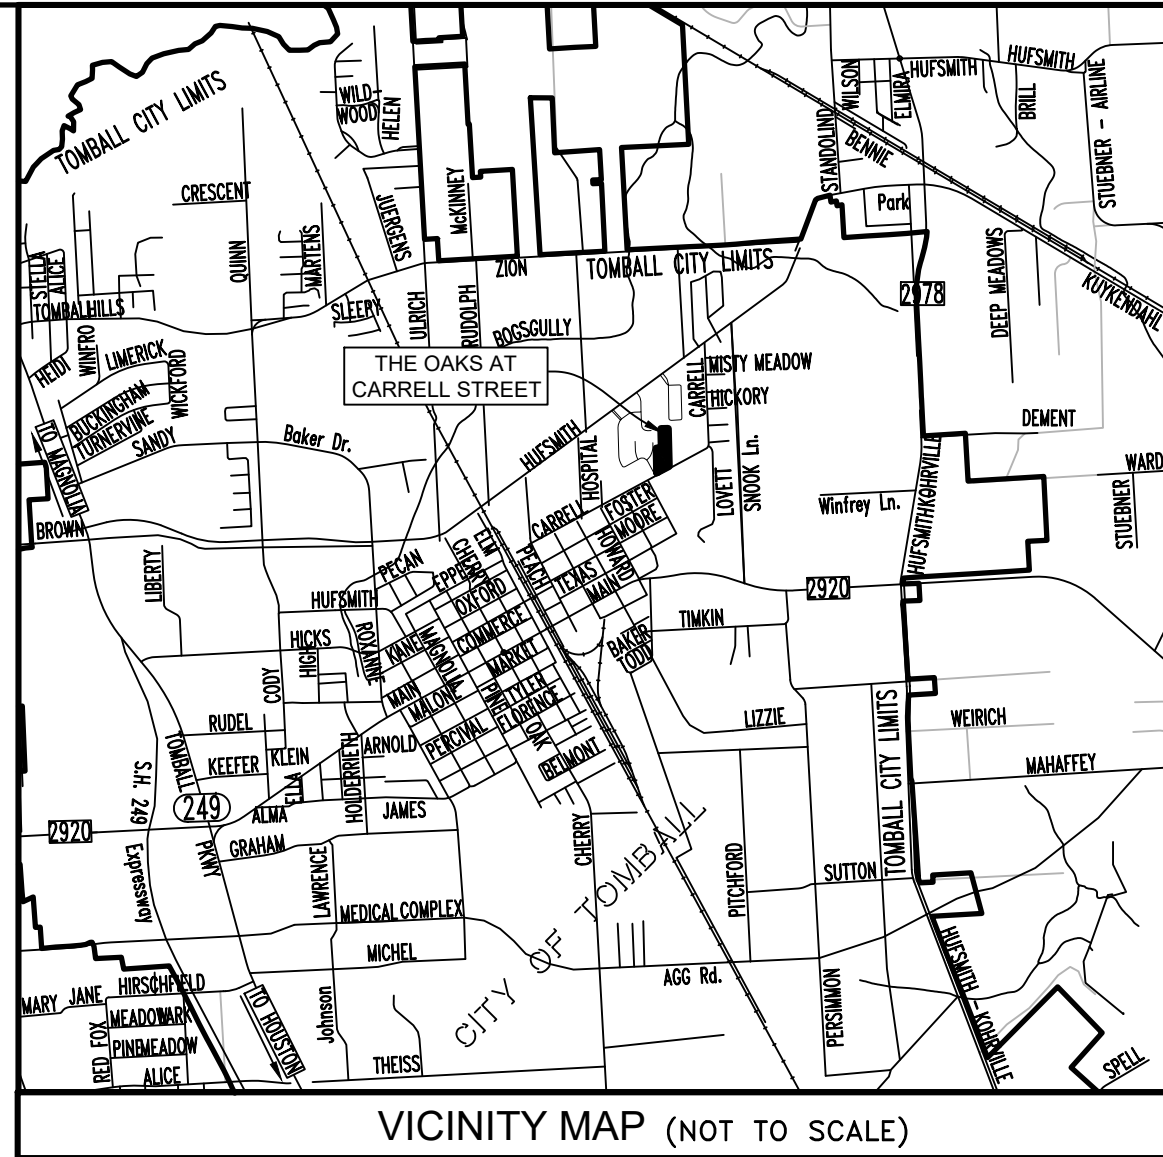 TOMBALL CITY LIMITS
WILD-
WOOD
HELEN
CRESCENT
QUINN
MARTENS
JUERGENS
McKINNEY
ZION
TOMBALL CITY LIMITS
STANDOLIND
WILSON
ELMIRA
HUFSMITH
HUFSMITH
BRILL
STUEBNER - AIRLINE
BENNIE
Park
2978
DEEP MEADOWS
KUYKENDAHL
STELLA
ALICE
TOMBALHILLS
SLEEPY
ULRICH
RUDOLPH
BOGSGULLY
HEIDI
WINFRO
LIMERICK
WICKFORD
BUCKINGHAM
TURNERVINE
SANDY
TO MAGNOLIA
THE OAKS AT
CARRELL STREET
CARRELL
MISTY MEADOW
HICKORY
DEMENT
Baker Dr.
HUFSMITH
HOSPITAL
LOVETT
SNOOK Ln.
Winfrey Ln.
HUFSMITHKOHRVILLE
WARD
STUEBNER
BROWN
LIBERTY
PECAN
EPPE
CHERRY
ELM
OXFORD
PEACH
CARRELL
FOSTER
MOORE
HOWARD
TEXAS
MAIN
2920
HUFSMITH
HICKS
HIGH
ROXANNE
KANE
MAGNOLIA
COMMERCE
MARKET
BAKER
TODD
TIMKIN
CODY
MAIN
MALONE
PINE
TYLER
FLORENCE
OAK
PERCIVAL
BELMONT
LIZZIE
TOMBALL CITY LIMITS
WEIRICH
MAHAFFEY
RUDEL
KEEFER
KLEIN
ELLA
HOLDERRIETH
ARNOLD
JAMES
ALMA
GRAHAM
S.H. 249
Expressway
TOMBALL
PKWY
249
2920
LAWRENCE
MEDICAL COMPLEX
MICHEL
CHERRY
CITY OF TOMBALL
PITCHFORD
SUTTON
AGG Rd.
PERSIMMON
HUFSMITH - KOHRVILLE
SPELL
MARY JANE
HIRSCHFIELD
RED FOX
MEADOWARK
PINEMEADOW
ALICE
TO HOUSTON
Johnson
THEISS
VICINITY MAP (NOT TO SCALE)